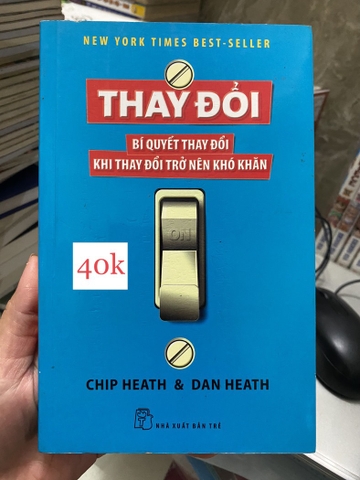 NEW YORK TIMES BEST-SELLER
THAY ĐỔI
BÍ QUYẾT THAY ĐỔI
KHI THAY ĐỔI TRỞ NÊN KHÓ KHĂN
ON
40k
CHIP HEATH & DAN HEATH
NHÀ XUẤT BẢN TRẺ